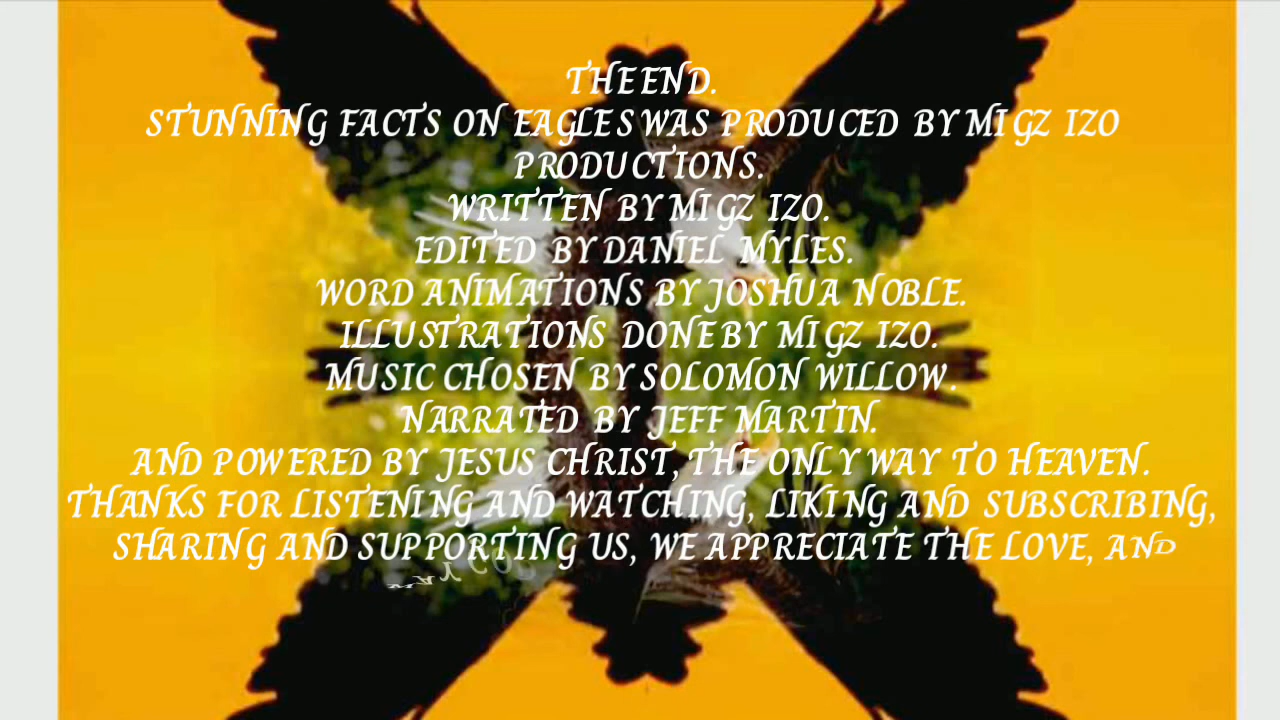 THE END.
STUNNING FACTS ON EAGLES WAS PRODUCED BY MIGZ IZO
PRODUCTIONS.
WRITTEN BY MIGZ IZO.
EDITED BY DANIEL MYLES.
WORD ANIMATIONS BY JOSHUA NOBLE.
ILLUSTRATIONS DONE BY MIGZ IZO.
MUSIC CHOSEN BY SOLOMON WILLOW.
NARRATED BY JEFF MARTIN.
AND POWERED BY JESUS CHRIST, THE ONLY WAY TO HEAVEN.
THANKS FOR LISTENING AND WATCHING, LIKING AND SUBSCRIBING,
SHARING AND SUPPORTING US, WE APPRECIATE THE LOVE, AND
MAY